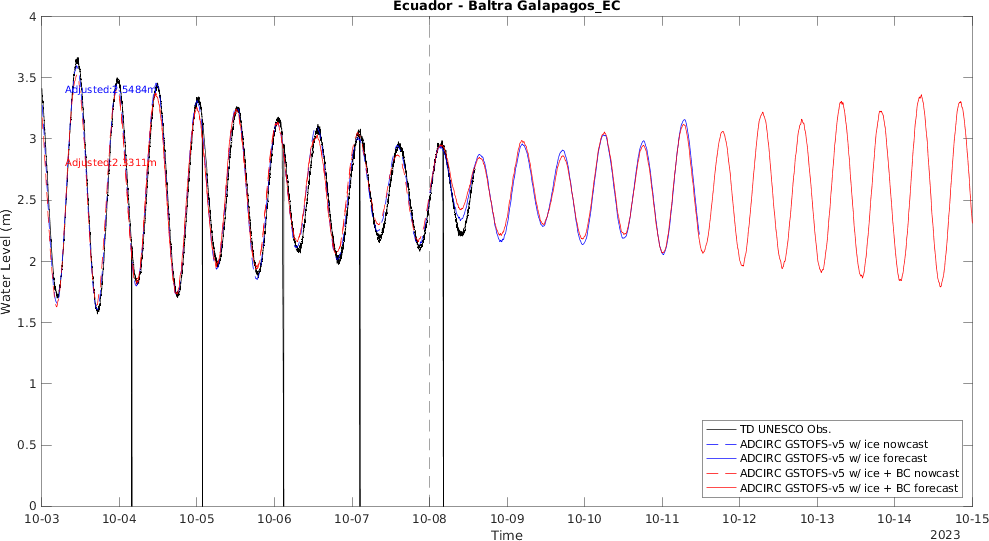 Ecuador - Baltra Galapagos_EC
4
3.5
3
2.5
2
1.5
1
0.5
0
Water Level (m)
Adjusted:2.5484m
Adjusted:2.5311m
TD UNESCO Obs.
ADCIRC GSTOFS-v5 w/ ice nowcast
ADCIRC GSTOFS-v5 w/ ice forecast
ADCIRC GSTOFS-v5 w/ ice + BC nowcast
ADCIRC GSTOFS-v5 w/ ice + BC forecast
10-03 10-04 10-05 10-06 10-07 10-08 10-09 10-10 10-11 10-12 10-13 10-14 10-15
Time
2023